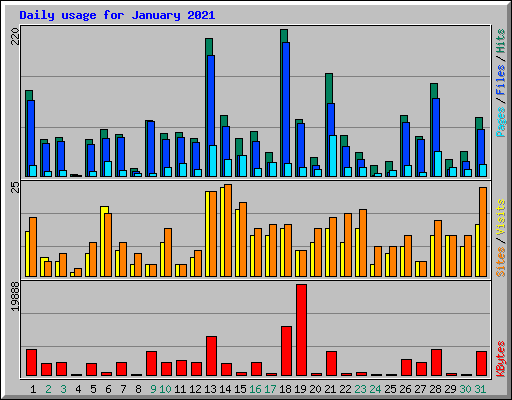 Daily usage for January 2021
220
Pages / Files / Hits
25
Sites / Visits
19888
KBytes
1 2 3 4 5 6 7 8 9 10 11 12 13 14 15 16 17 18 19 20 21 22 23 24 25 26 27 28 29 30 31